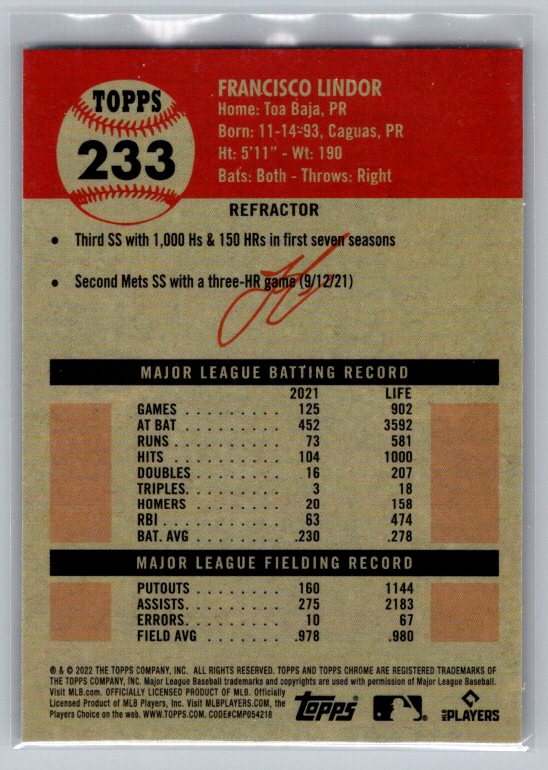 TOPPS
233
FRANCISCO LINDOR
Home: Toa Baja, PR
Born: 11-14-93, Caguas, PR
Ht: 5'11" - Wt: 190
Bats: Both - Throws: Right
REFRACTOR
• Third SS with 1,000 Hs & 150 HRs in first seven seasons
• Second Mets SS with a three-HR game (9/12/21)
MAJOR LEAGUE BATTING RECORD
2021 LIFE
GAMES . . . . . . . . . . 125 902
AT BAT . . . . . . . . . . 452 3592
RUNS . . . . . . . . . . . 73 581
HITS . . . . . . . . . . . 104 1000
DOUBLES . . . . . . . . . 16 207
TRIPLES. . . . . . . . . . 3 18
HOMERS . . . . . . . . . 20 158
RBI . . . . . . . . . . . . 63 474
BAT. AVG . . . . . . . . . .230 .278
MAJOR LEAGUE FIELDING RECORD
PUTOUTS . . . . . . . . . 160 1144
ASSISTS. . . . . . . . . . 275 2183
ERRORS. . . . . . . . . . 10 67
FIELD AVG . . . . . . . . .978 .980
® & © 2022 THE TOPPS COMPANY, INC. ALL RIGHTS RESERVED. TOPPS AND TOPPS CHROME ARE REGISTERED TRADEMARKS OF
THE TOPPS COMPANY, INC. Major League Baseball trademarks and copyrights are used with permission of Major League Baseball.
Visit MLB.com. OFFICIALLY LICENSED PRODUCT OF MLB. Officially
Licensed Product of MLB Players, Inc. Visit MLBPLAYERS.COM, the
Players Choice on the web. WWW.TOPPS.COM. CODE#CMP054218
Topps ® MLB PLAYERS